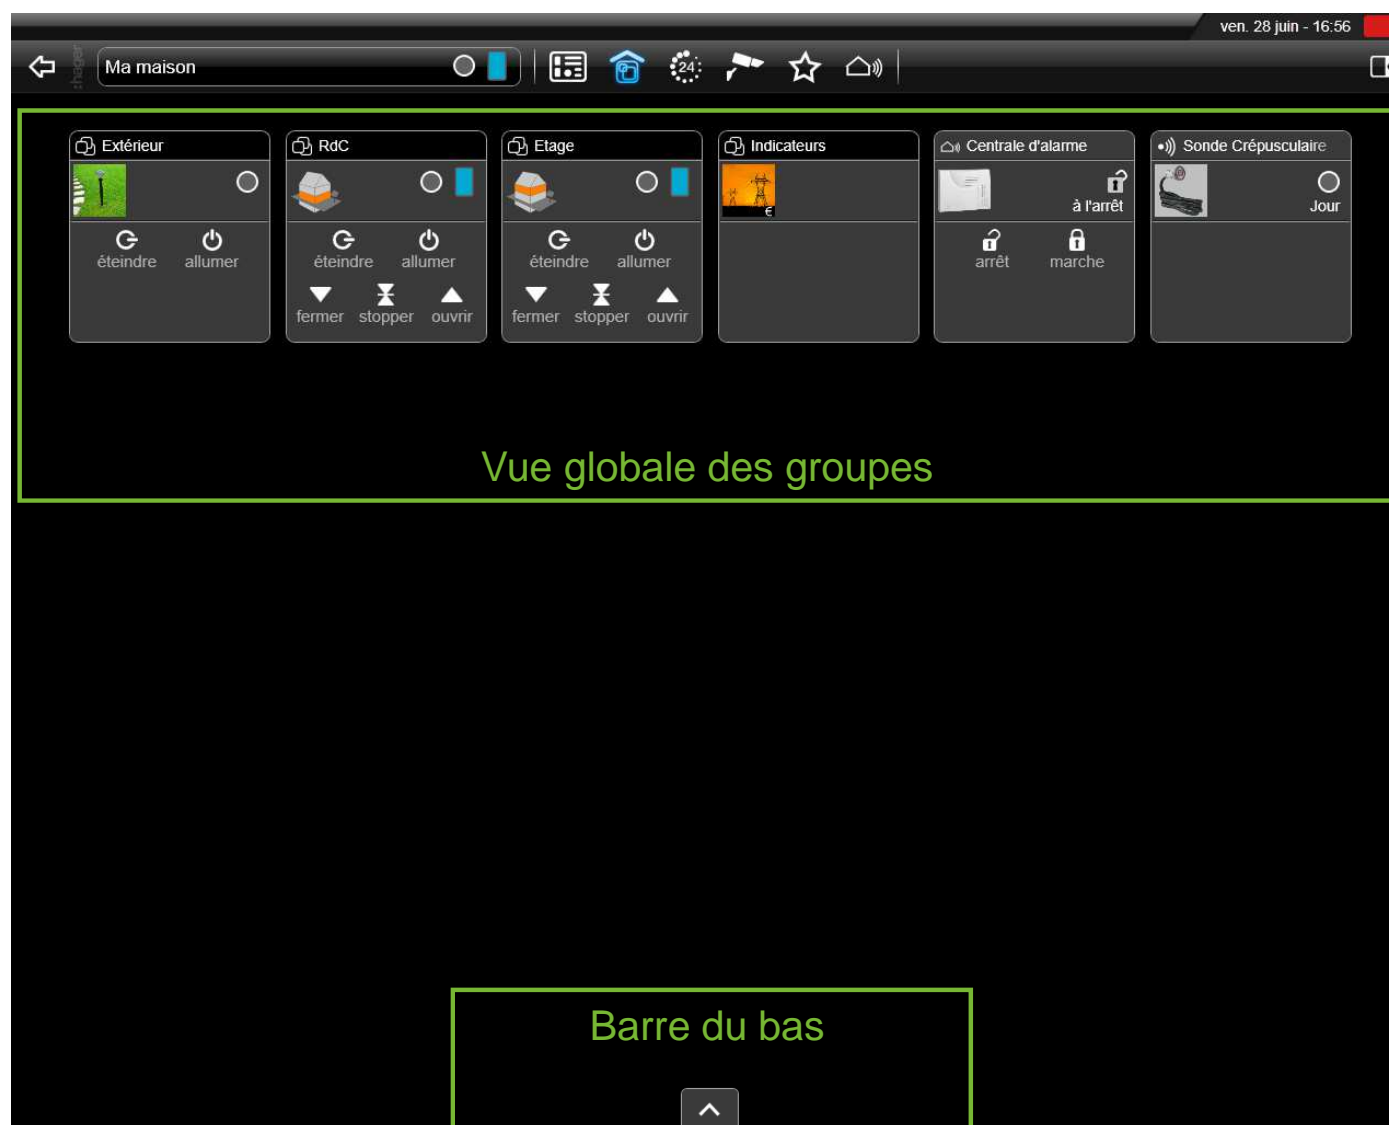 ven. 28 juin - 16:56
:hager
Ma maison
24
Extérieur
RdC
Etage
Indicateurs
Centrale d'alarme
Sonde Crépusculaire
€
à l'arrêt
Jour
éteindre allumer
éteindre allumer
éteindre allumer
arrêt marche
fermer stopper ouvrir
fermer stopper ouvrir
Vue globale des groupes
Barre du bas